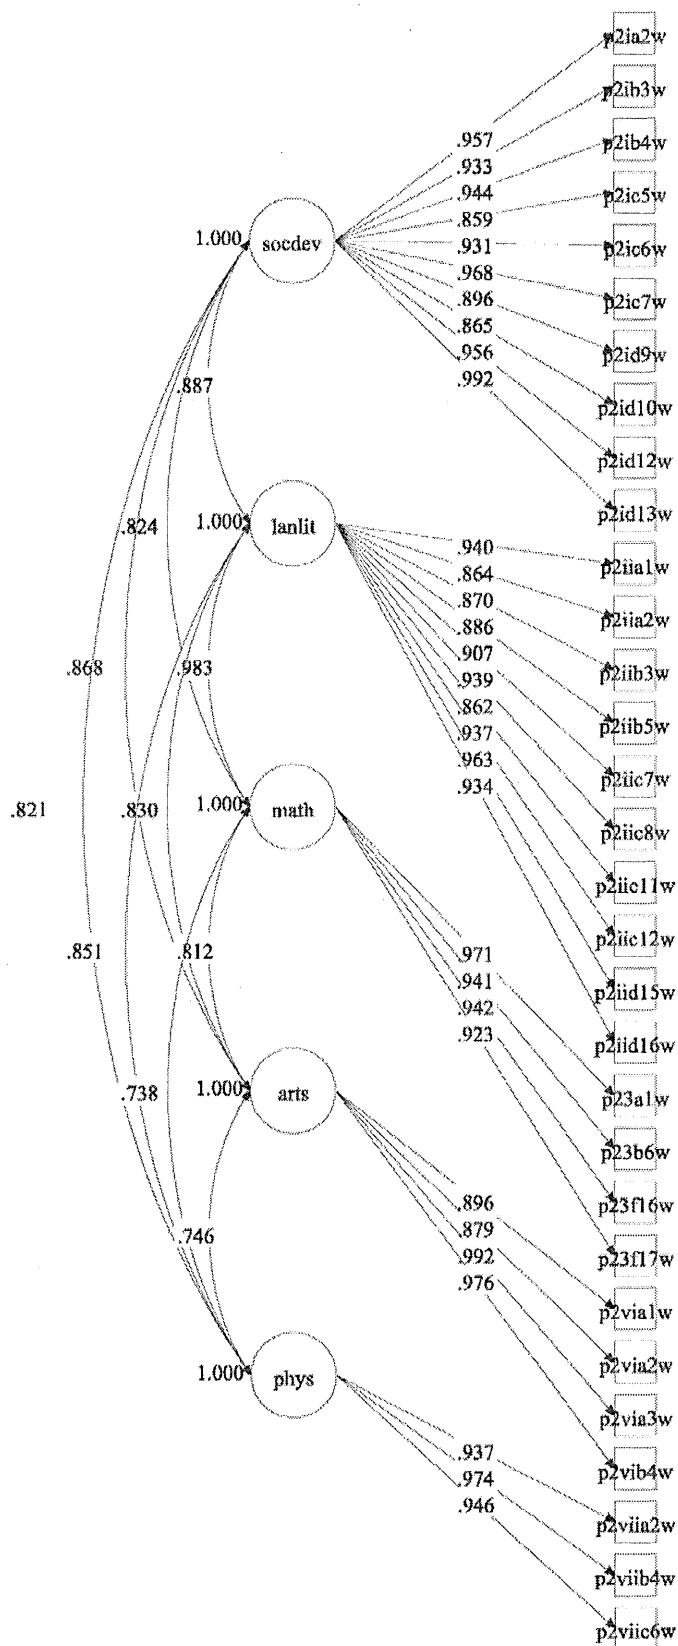 p2ia2w
p2ib3w
.957
.933
p2ib4w
.944
p2ic5w
.859
1.000
socdev
.931
p2ic6w
.968
.896
p2ic7w
.865
.956
p2id9w
.992
.887
p2id10w
p2id12w
p2id13w
.824
1.000
lanlit
.940
p2iia1w
.864
.870
p2iia2w
.886
.907
.868
.983
p2iib3w
.939
.862
p2iib5w
.937
.963
p2iic7w
.934
.821
.830
1.000
math
p2iic8w
p2iic11w
p2iic12w
.851
.812
.971
.941
p2iid15w
.942
.923
p2iid16w
.738
1.000
arts
p23a1w
p23b6w
.896
p23f16w
.879
.746
.992
p23f17w
.976
p2via1w
1.000
phys
p2via2w
p2via3w
.937
p2vib4w
.974
.946
p2viia2w
p2viib4w
p2viic6w